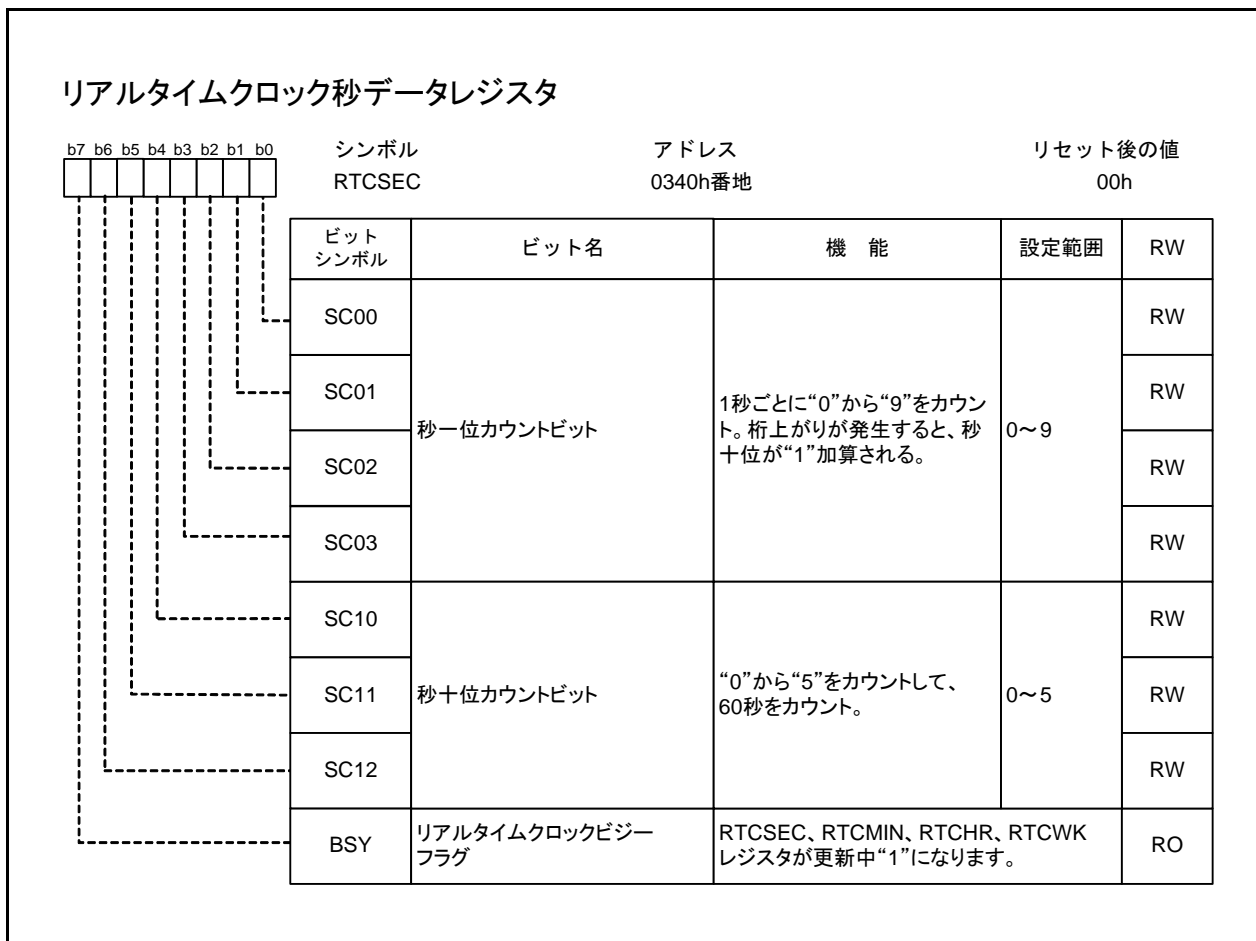 リアルタイムクロック秒データレジスタ
b7 b6 b5 b4 b3 b2 b1 b0
シンボル アドレス リセット後の値
RTCSEC 0340h番地 00h
ビット
シンボル
ビット名
機 能
設定範囲
RW
SC00
RW
SC01
RW
秒一位カウントビット
1秒ごとに“0”から“9”をカウン
ト。桁上がりが発生すると、秒
十位が“1”加算される。
0～9
SC02
RW
SC03
RW
SC10
RW
SC11
秒十位カウントビット
“0”から“5”をカウントして、
60秒をカウント。
0～5
RW
SC12
RW
BSY
リアルタイムクロックビジー
フラグ
RTCSEC、RTCMIN、RTCHR、RTCWK
レジスタが更新中“1”になります。
RO